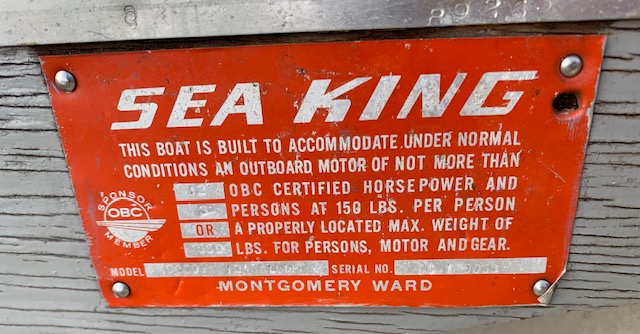 SEA KING
THIS BOAT IS BUILT TO ACCOMMODATE UNDER NORMAL
CONDITIONS AN OUTBOARD MOTOR OF NOT MORE THAN
OBC CERTIFIED HORSEPOWER AND
PERSONS AT 150 LBS. PER PERSON
OR A PROPERLY LOCATED MAX. WEIGHT OF
LBS. FOR PERSONS, MOTOR AND GEAR.
SPONSOR
OBC
MEMBER
MODEL SERIAL NO.
MONTGOMERY WARD